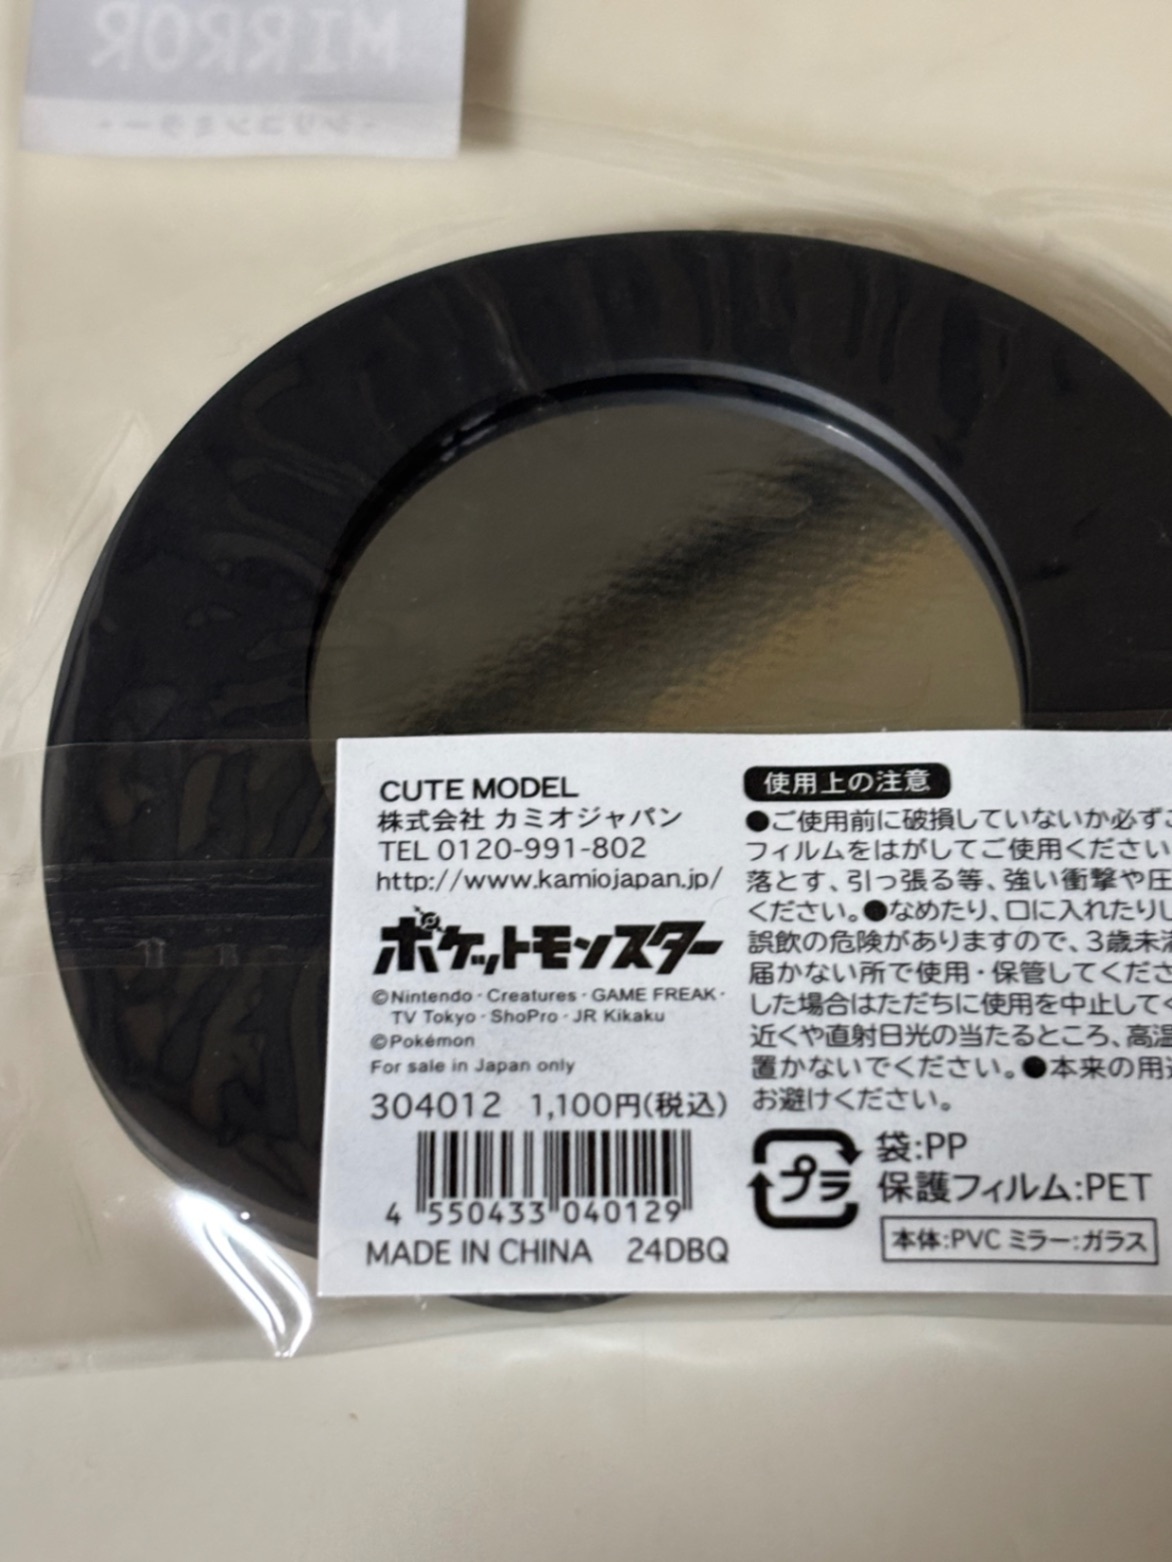 MIRROR
CUTE MODEL
株式会社 カミオジャパン
TEL 0120-991-802
http://www.kamiojapan.jp/
ポケットモンスター
©Nintendo・Creatures・GAME FREAK・
TV Tokyo・ShoPro・JR Kikaku
©Pokémon
For sale in Japan only
304012 1,100円(税込)
4 550433 040129
MADE IN CHINA 24DBQ
使用上の注意
●ご使用前に破損していないか必ずご
フィルムをはがしてご使用ください
落とす、引っ張る等、強い衝撃や圧
ください。●なめたり、口に入れたりし
誤飲の危険がありますので、3歳未満
届かない所で使用・保管してくださ
した場合はただちに使用を中止してく
近くや直射日光の当たるところ、高温
置かないでください。●本来の用途
お避けください。
プラ
袋:PP
保護フィルム:PET
本体:PVC ミラー:ガラス